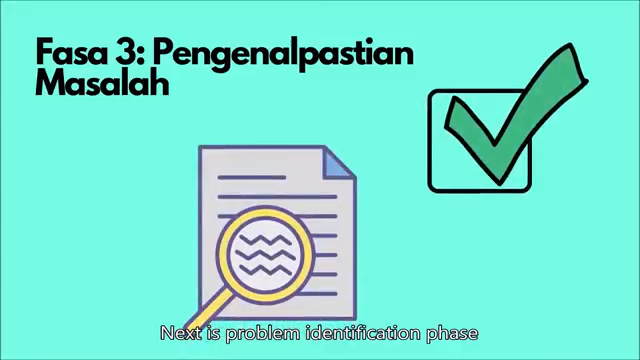 Fasa 3: Pengenalpastian
Masalah
Next is problem identification phase